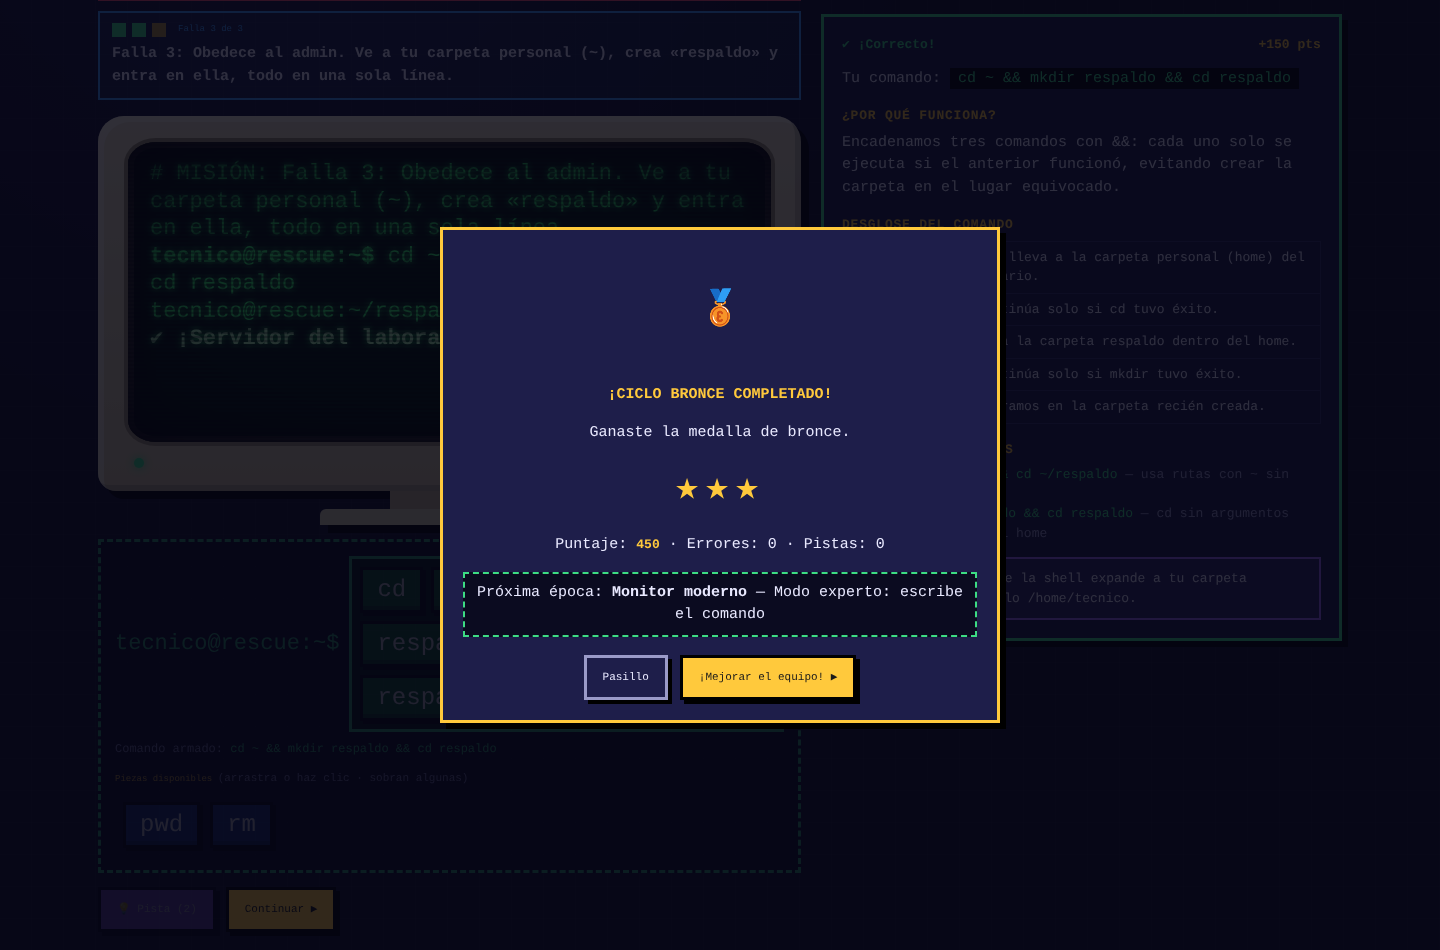 Falla 3 de 3
Falla 3: Obedece al admin. Ve a tu carpeta personal (~), crea «respaldo» y
entra en ella, todo en una sola línea.
# MISIÓN: Falla 3: Obedece al admin. Ve a tu
carpeta personal (~), crea «respaldo» y entra
en ella, todo en una sola línea.
tecnico@rescue:~$ cd ~
cd respaldo
tecnico@rescue:~/respa
✔ ¡Servidor del labora
tecnico@rescue:~$
cd
respa
respa
Comando armado: cd ~ && mkdir respaldo && cd respaldo
Piezas disponibles (arrastra o haz clic · sobran algunas)
pwd rm
Pista (2)
Continuar ▶
✔ ¡Correcto! +150 pts
Tu comando: cd ~ && mkdir respaldo && cd respaldo
¿POR QUÉ FUNCIONA?
Encadenamos tres comandos con &&: cada uno solo se
ejecuta si el anterior funcionó, evitando crear la
carpeta en el lugar equivocado.
DESGLOSE DEL COMANDO
lleva a la carpeta personal (home) del
rio.
inúa solo si cd tuvo éxito.
la carpeta respaldo dentro del home.
inúa solo si mkdir tuvo éxito.
ramos en la carpeta recién creada.
S
cd ~/respaldo — usa rutas con ~ sin
o && cd respaldo — cd sin argumentos
home
e la shell expande a tu carpeta
lo /home/tecnico.
¡CICLO BRONCE COMPLETADO!
Ganaste la medalla de bronce.
★★★
Puntaje: 450 · Errores: 0 · Pistas: 0
Próxima época: Monitor moderno — Modo experto: escribe
el comando
Pasillo
¡Mejorar el equipo! ▶